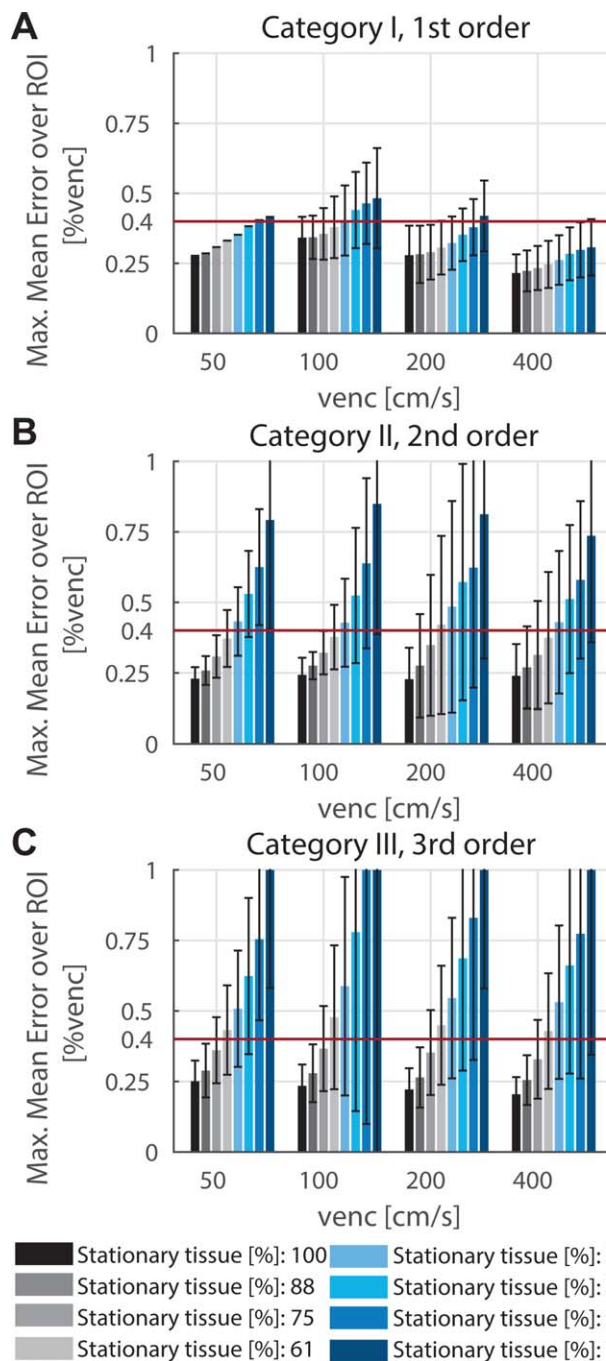 A
Category I, 1st order
Max. Mean Error over ROI
[%venc]
1
0.75
0.5
0.4
0.25
0
50 100 200 400
venc [cm/s]
B
Category II, 2nd order
Max. Mean Error over ROI
[%venc]
1
0.75
0.5
0.4
0.25
0
50 100 200 400
venc [cm/s]
C
Category III, 3rd order
Max. Mean Error over ROI
[%venc]
1
0.75
0.5
0.4
0.25
0
50 100 200 400
venc [cm/s]
Stationary tissue [%]: 100 Stationary tissue [%]:
Stationary tissue [%]: 88 Stationary tissue [%]:
Stationary tissue [%]: 75 Stationary tissue [%]:
Stationary tissue [%]: 61 Stationary tissue [%]: